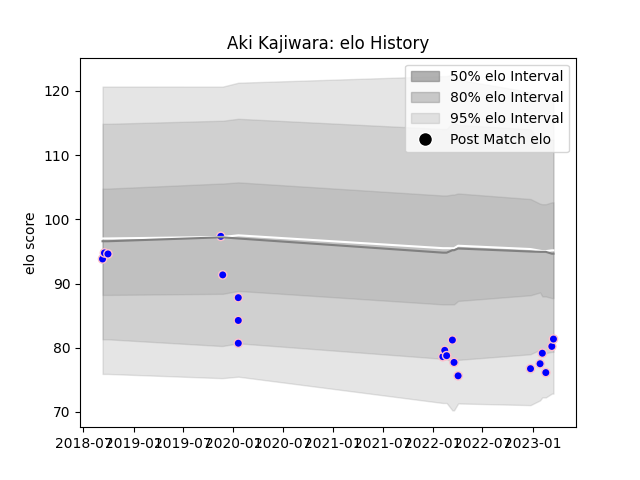 Aki Kajiwara: elo History
50% elo Interval
80% elo Interval
95% elo Interval
Post Match elo
elo score
120
110
100
90
80
70
2018-07 2019-01 2019-07 2020-01 2020-07 2021-01 2021-07 2022-01 2022-07 2023-01